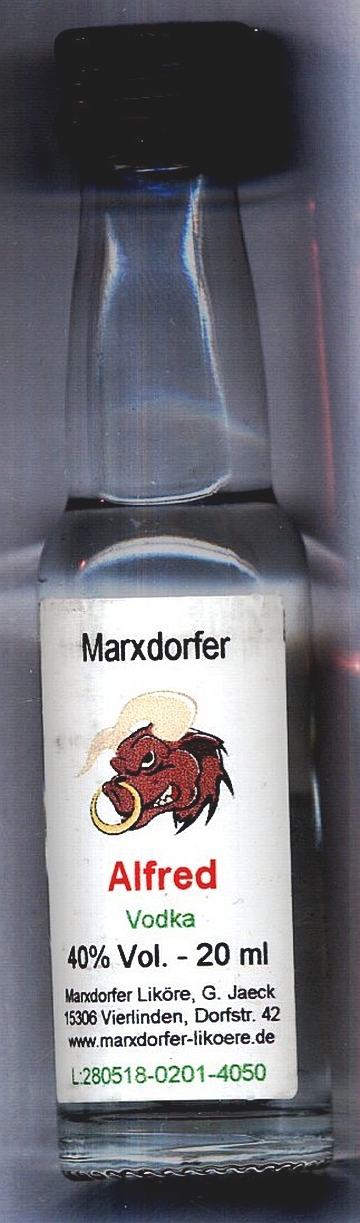 Marxdorfer
Alfred
Vodka
40% Vol. - 20 ml
Marxdorfer Liköre, G. Jaeck
15306 Vierlinden, Dorfstr. 42
www.marxdorfer-likoere.de
L:280518-0201-4050